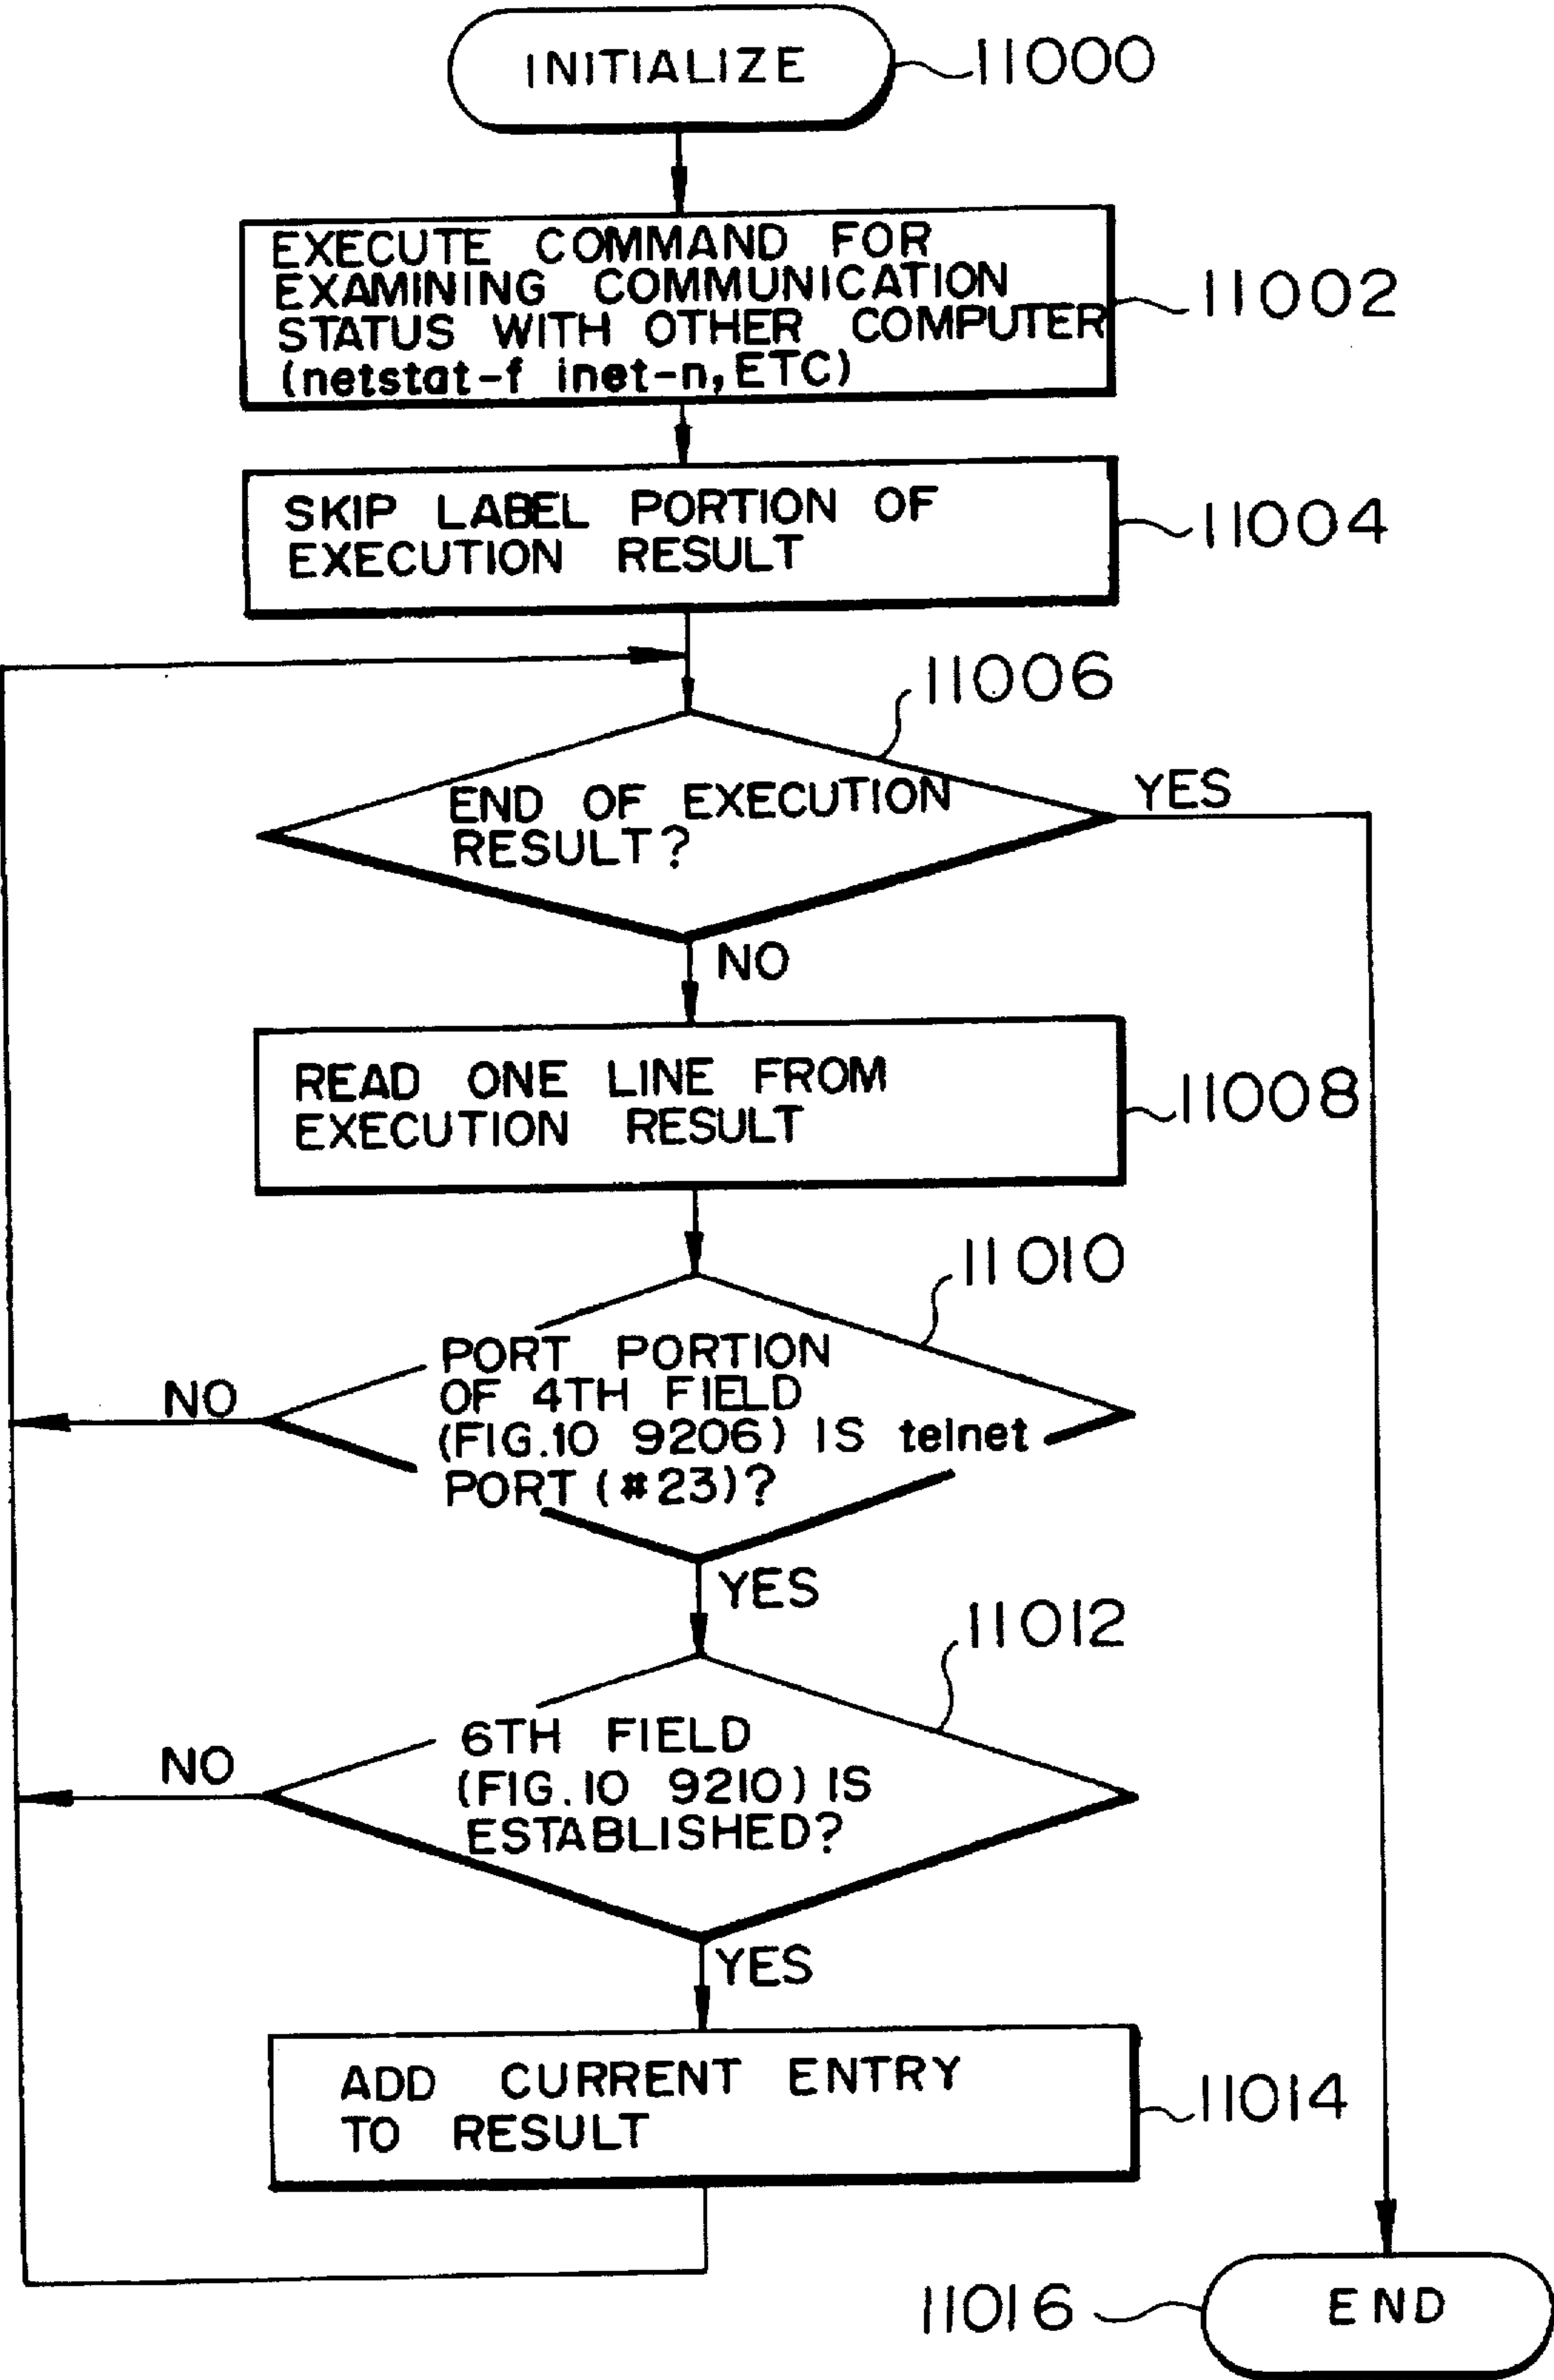 INITIALIZE
11000
EXECUTE COMMAND FOR
EXAMINING COMMUNICATION
STATUS WITH OTHER COMPUTER
(netstat-f inet-n, ETC)
11002
SKIP LABEL PORTION OF
EXECUTION RESULT
11004
11006
END OF EXECUTION
RESULT?
YES
NO
READ ONE LINE FROM
EXECUTION RESULT
11008
11010
PORT PORTION
OF 4TH FIELD
(FIG.10 9206) IS telnet
PORT (#23)?
NO
YES
11012
6TH FIELD
(FIG.10 9210) IS
ESTABLISHED?
NO
YES
ADD CURRENT ENTRY
TO RESULT
11014
11016
END